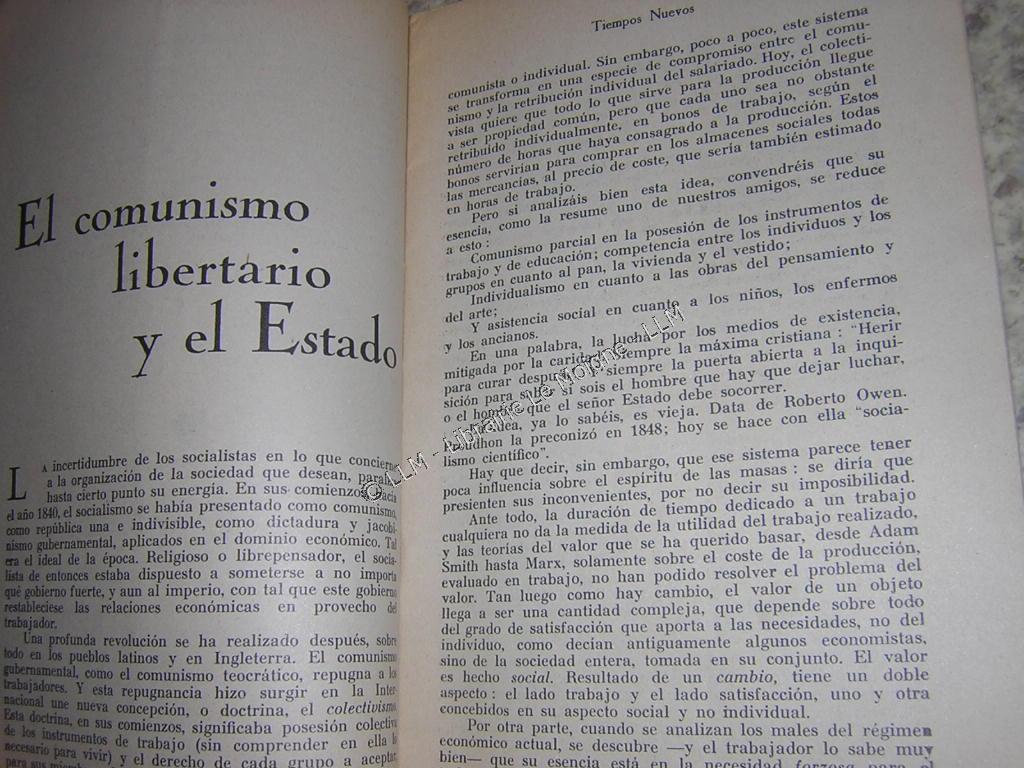 El comunismo
libertario
y el Estado
LA incertidumbre de los socialistas en lo que concierne
a la organización de la sociedad que desean, paraliza
hasta cierto punto su energía. En sus comienzos, hacia
el año 1840, el socialismo se había presentado como comunismo,
como república una e indivisible, como dictadura y jacobi-
nismo gubernamental, aplicados en el dominio económico. Tal
era el ideal de la época. Religioso o librepensador, el socia-
lista de entonces estaba dispuesto a someterse a no importa
qué gobierno fuerte, y aun al imperio, con tal que este gobierno
restableciese las relaciones económicas en provecho del
trabajador.
Una profunda revolución se ha realizado después, sobre
todo en los pueblos latinos y en Ingleterra. El comunismo
gubernamental, como el comunismo teocrático, repugna a los
trabajadores. Y esta repugnancia hizo surgir en la Inter-
nacional une nueva concepción, o doctrina, el colectivismo.
Esta doctrina, en sus comienzos, significaba posesión colectiva
de los instrumentos de trabajo (sin comprender en ella lo
necesario para vivir) y el derecho de cada grupo a aceptar,
para sus
Tiempos Nuevos
comunista o individual. Sin embargo, poco a poco, este sistema
se transforma en una especie de compromiso entre el comu-
nismo y la retribución individual del salariado. Hoy, el colecti-
vista quiere que todo lo que sirve para la producción llegue
a ser propiedad común, pero que cada uno sea no obstante
retribuído individualmente, en bonos de trabajo, según el
número de horas que haya consagrado a la producción. Estos
bonos servirían para comprar en los almacenes sociales todas
las mercancías, al precio de coste, que sería también estimado
en horas de trabajo.
Pero si analizáis bien esta idea, convendréis que su
esencia, como la resume uno de nuestros amigos, se reduce
a esto:
Comunismo parcial en la posesión de los instrumentos de
trabajo y de educación; competencia entre los individuos y los
grupos en cuanto al pan, la vivienda y el vestido;
Individualismo en cuanto a las obras del pensamiento y
del arte;
Y asistencia social en cuanto a los niños, los enfermos
y los ancianos.
En una palabra, la lucha por los medios de existencia,
mitigada por la caridad. Siempre la máxima cristiana: "Herir
para curar después". Y siempre la puerta abierta a la inqui-
sición para saber si sois el hombre que hay que dejar luchar,
o el hombre que el señor Estado debe socorrer.
La idea, ya lo sabéis, es vieja. Data de Roberto Owen.
Proudhon la preconizó en 1848; hoy se hace con ella "socia-
lismo científico".
Hay que decir, sin embargo, que ese sistema parece tener
poca influencia sobre el espíritu de las masas: se diría que
presienten sus inconvenientes, por no decir su imposibilidad.
Ante todo, la duración de tiempo dedicado a un trabajo
cualquiera no da la medida de la utilidad del trabajo realizado,
y las teorías del valor que se ha querido basar, desde Adam
Smith hasta Marx, solamente sobre el coste de la producción,
evaluado en trabajo, no han podido resolver el problema del
valor. Tan luego como hay cambio, el valor de un objeto
llega a ser una cantidad compleja, que depende sobre todo
del grado de satisfacción que aporta a las necesidades, no del
individuo, como decían antiguamente algunos economistas,
sino de la sociedad entera, tomada en su conjunto. El valor
es hecho social. Resultado de un cambio, tiene un doble
aspecto: el lado trabajo y el lado satisfacción, uno y otra
concebidos en su aspecto social y no individual.
Por otra parte, cuando se analizan los males del régimen
económico actual, se descubre —y el trabajador lo sabe muy
bien— que su esencia está en la necesidad forzosa para el
© LLM - Librairie Le Molone - LLM